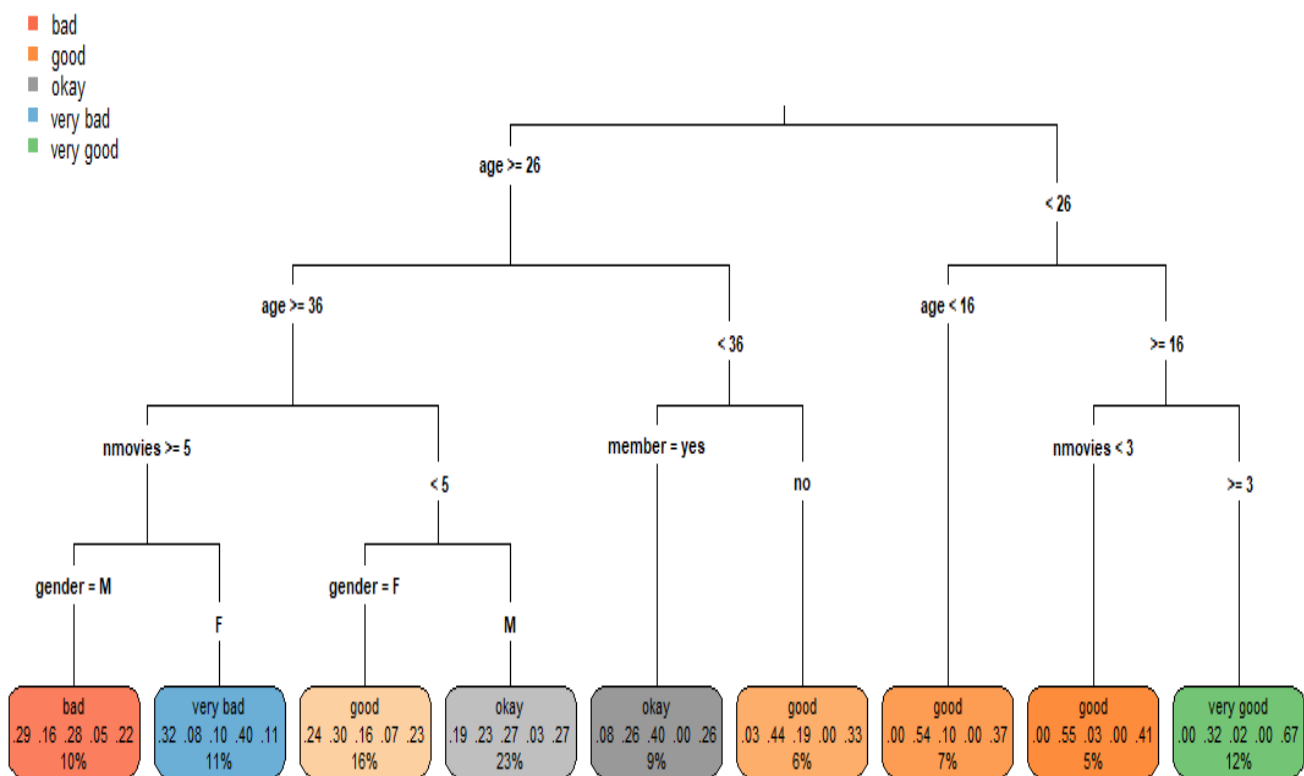 bad
good
okay
very bad
very good
age >= 26
< 26
age >= 36
< 36
age < 16
>= 16
nmovies >= 5
< 5
member = yes
no
nmovies < 3
>= 3
gender = M
F
gender = F
M
bad
.29 .16 .28 .05 .22
10%
very bad
.32 .08 .10 .40 .11
11%
good
.24 .30 .16 .07 .23
16%
okay
.19 .23 .27 .03 .27
23%
okay
.08 .26 .40 .00 .26
9%
good
.03 .44 .19 .00 .33
6%
good
.00 .54 .10 .00 .37
7%
good
.00 .55 .03 .00 .41
5%
very good
.00 .32 .02 .00 .67
12%